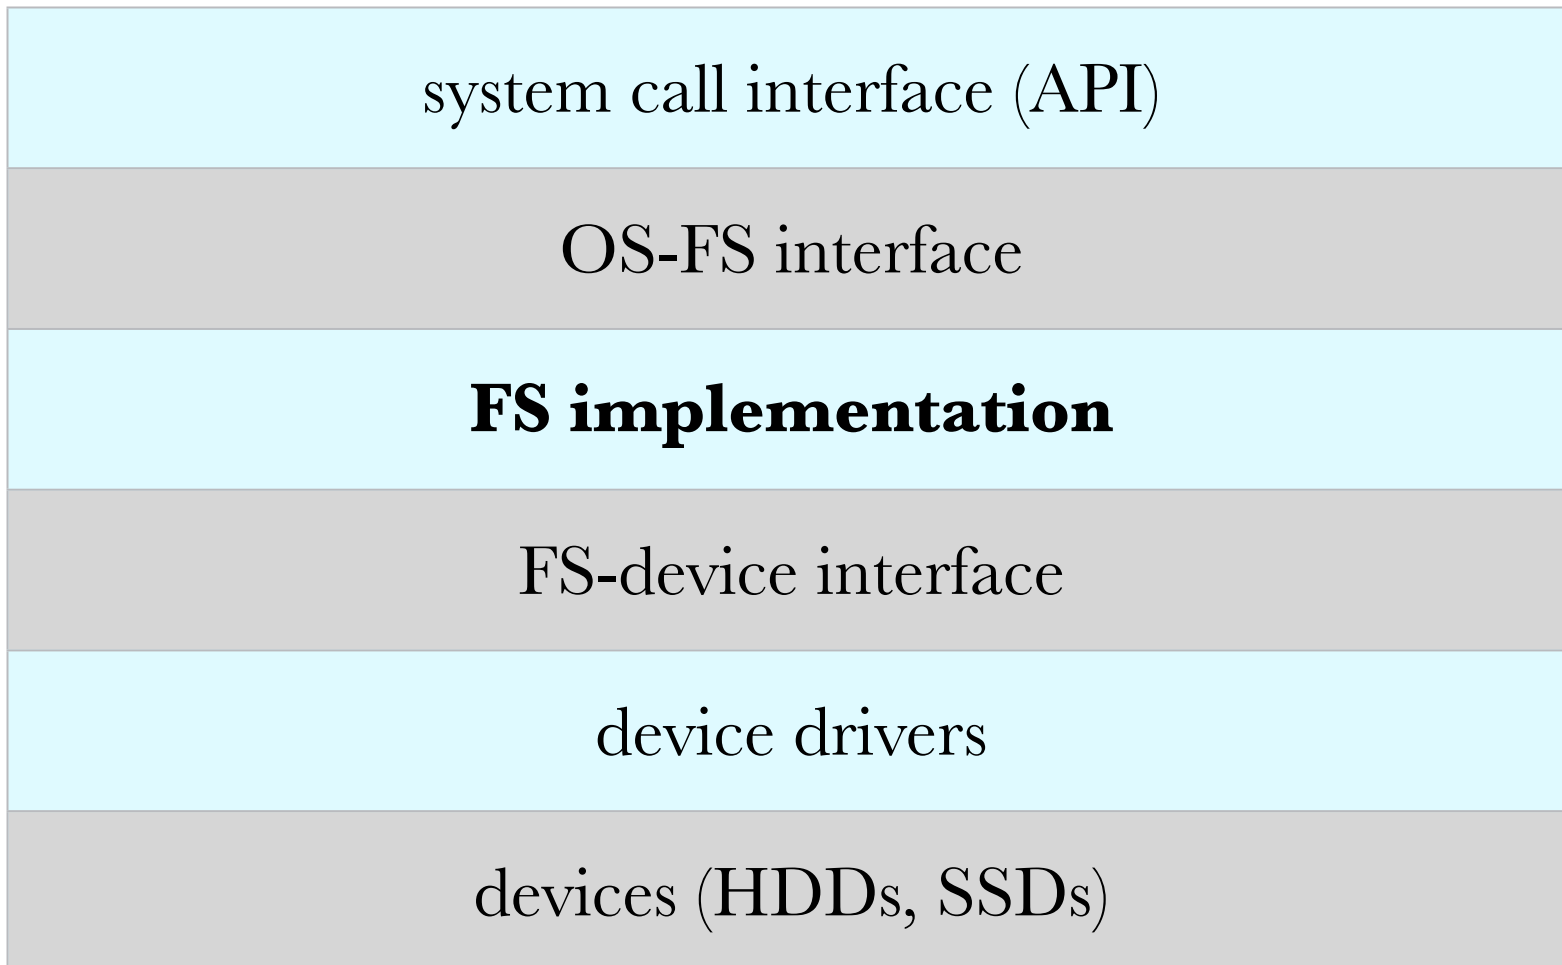 system call interface (API)
OS-FS interface
FS implementation
FS-device interface
device drivers
devices (HDDs, SSDs)